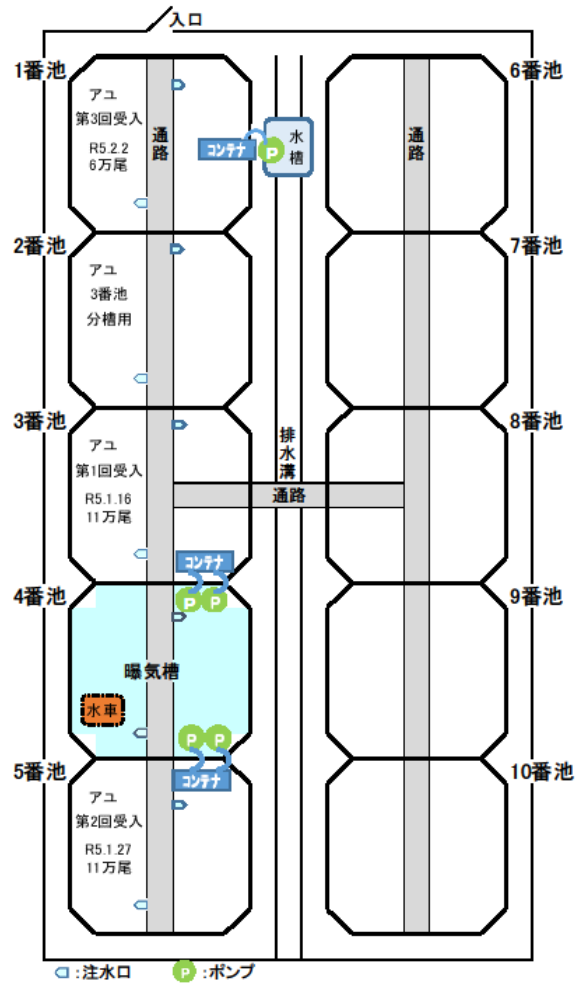 入口
1番池
アユ
第3回受入
R5.2.2
6万尾
通路
コンテナ
P
水槽
通路
6番池
2番池
アユ
3番池
分槽用
7番池
3番池
アユ
第1回受入
R5.1.16
11万尾
排水溝
通路
8番池
コンテナ
P P
4番池
曝気槽
水車
P P
コンテナ
9番池
5番池
アユ
第2回受入
R5.1.27
11万尾
10番池
:注水口
P :ポンプ